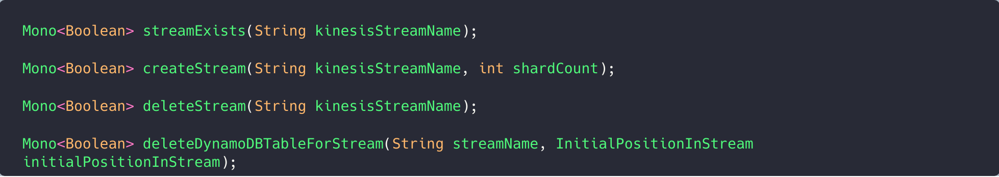 Mono<Boolean> streamExists(String kinesisStreamName);
Mono<Boolean> createStream(String kinesisStreamName, int shardCount);
Mono<Boolean> deleteStream(String kinesisStreamName);
Mono<Boolean> deleteDynamoDBTableForStream(String streamName, InitialPositionInStream
initialPositionInStream);